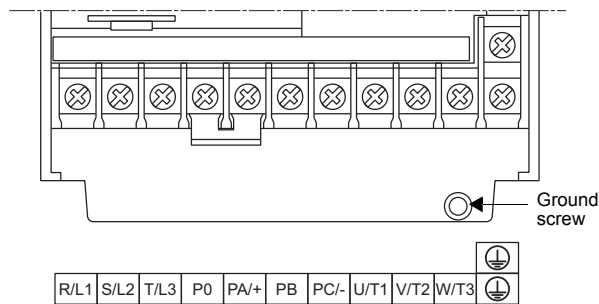 Ground
screw
R/L1 S/L2 T/L3 P0 PA/+ PB PC/- U/T1 V/T2 W/T3